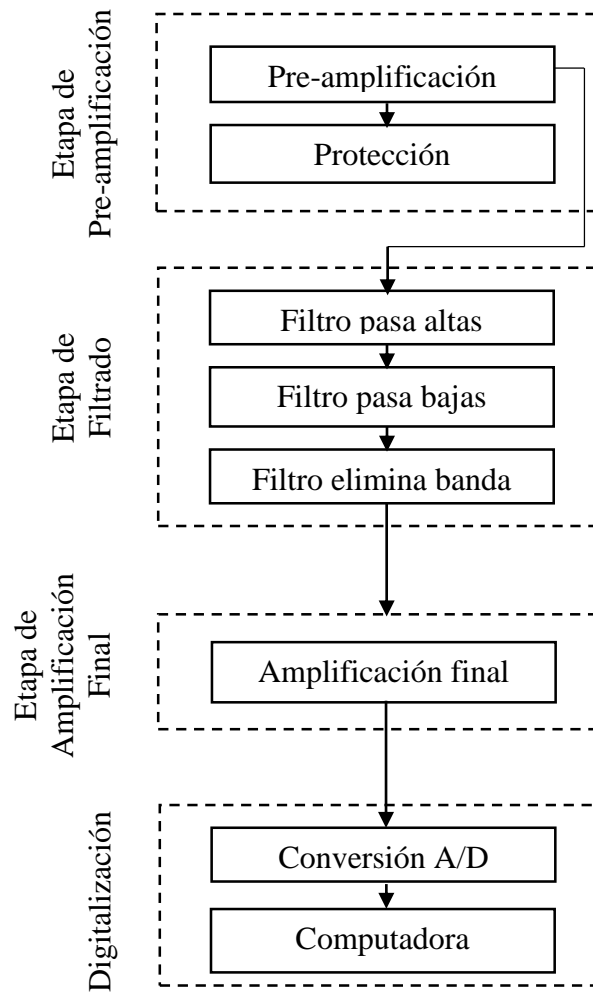 Etapa de
Pre-amplificación
Pre-amplificación
Protección
Etapa de
Filtrado
Filtro pasa altas
Filtro pasa bajas
Filtro elimina banda
Etapa de
Amplificación
Final
Amplificación final
Digitalización
Conversión A/D
Computadora